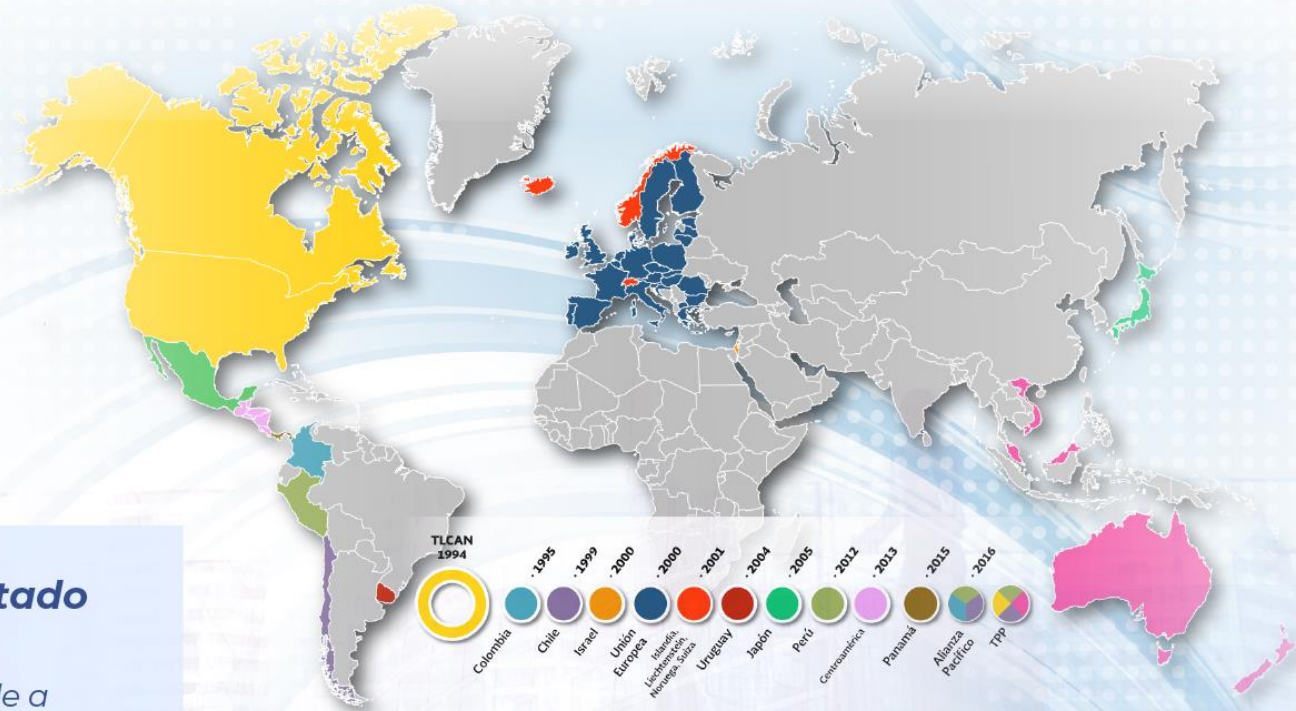 tado
le a
TLCAN
1994
· 1995
· 1999
· 2000
· 2000
· 2001
· 2004
· 2005
· 2012
· 2013
· 2015
· 2016
Colombia
Chile
Israel
Unión
Europea
Islandia,
Liechtenstein,
Noruega, Suiza
Uruguay
Japón
Perú
Centroamérica
Panamá
Alianza
Pacífico
TPP